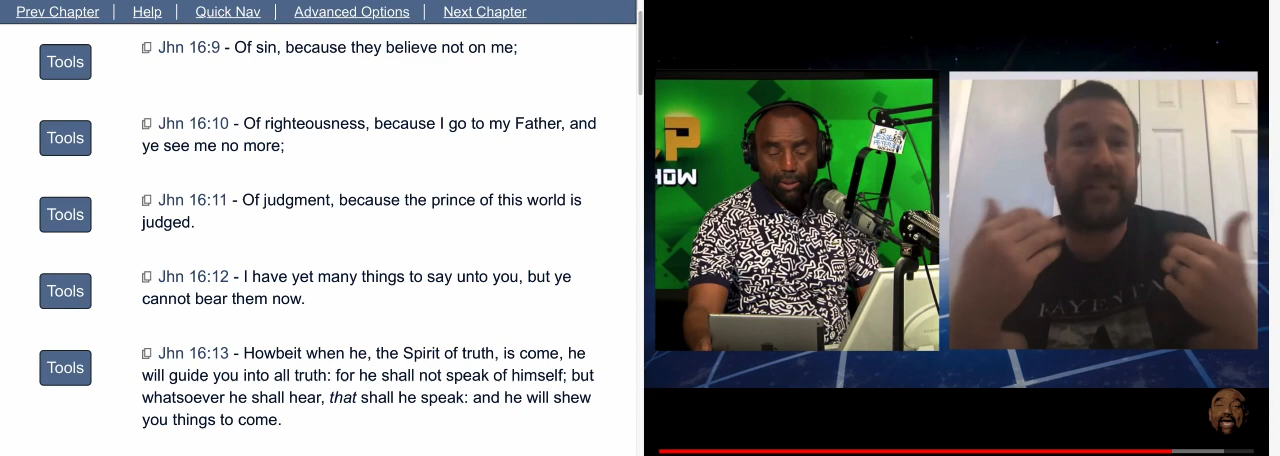 Prev Chapter | Help | Quick Nav | Advanced Options | Next Chapter
Tools
Jhn 16:9 - Of sin, because they believe not on me;
Tools
Jhn 16:10 - Of righteousness, because I go to my Father, and
ye see me no more;
Tools
Jhn 16:11 - Of judgment, because the prince of this world is
judged.
Tools
Jhn 16:12 - I have yet many things to say unto you, but ye
cannot bear them now.
Tools
Jhn 16:13 - Howbeit when he, the Spirit of truth, is come, he
will guide you into all truth: for he shall not speak of himself; but
whatsoever he shall hear, that shall he speak: and he will shew
you things to come.
P
HOW
JESSE